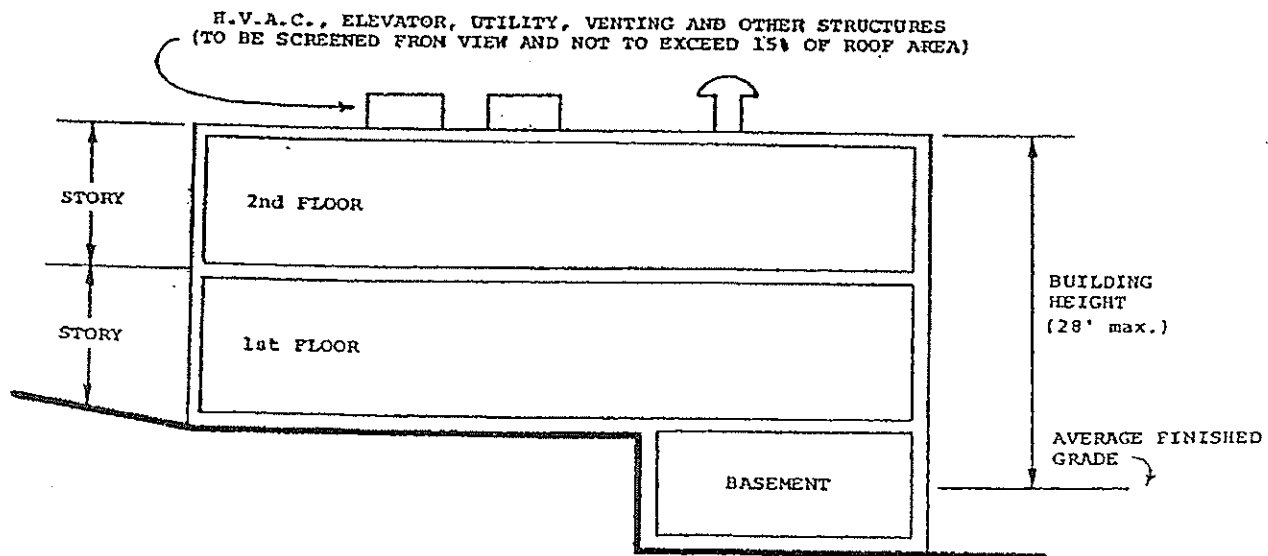 H.V.A.C., ELEVATOR, UTILITY, VENTING AND OTHER STRUCTURES
(TO BE SCREENED FRON VIEW AND NOT TO EXCEED 15% OF ROOF AREA)
STORY
2nd FLOOR
STORY
1st FLOOR
BUILDING
HEIGHT
(28' max.)
AVERAGE FINISHED
GRADE
BASEMENT